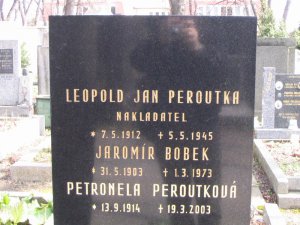 LEOPOLD JAN PEROUTKA
NAKLADATEL
* 7.5.1912 + 5.5.1945
JAROMÍR BOBEK
* 31.5.1903 + 1.3.1973
PETRONELA PEROUTKOVÁ
* 13.9.1914 + 19.3.2003